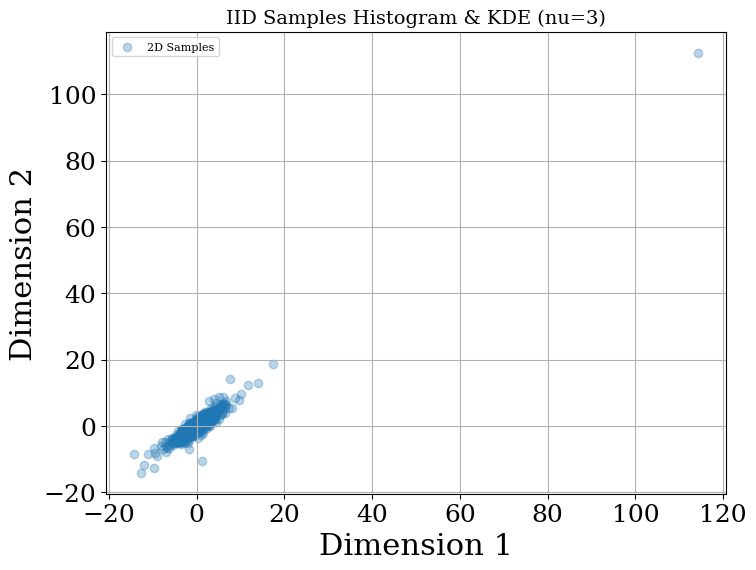 IID Samples Histogram & KDE (nu=3)
2D Samples
Dimension 2
100
80
60
40
20
0
−20
−20 0 20 40 60 80 100 120
Dimension 1